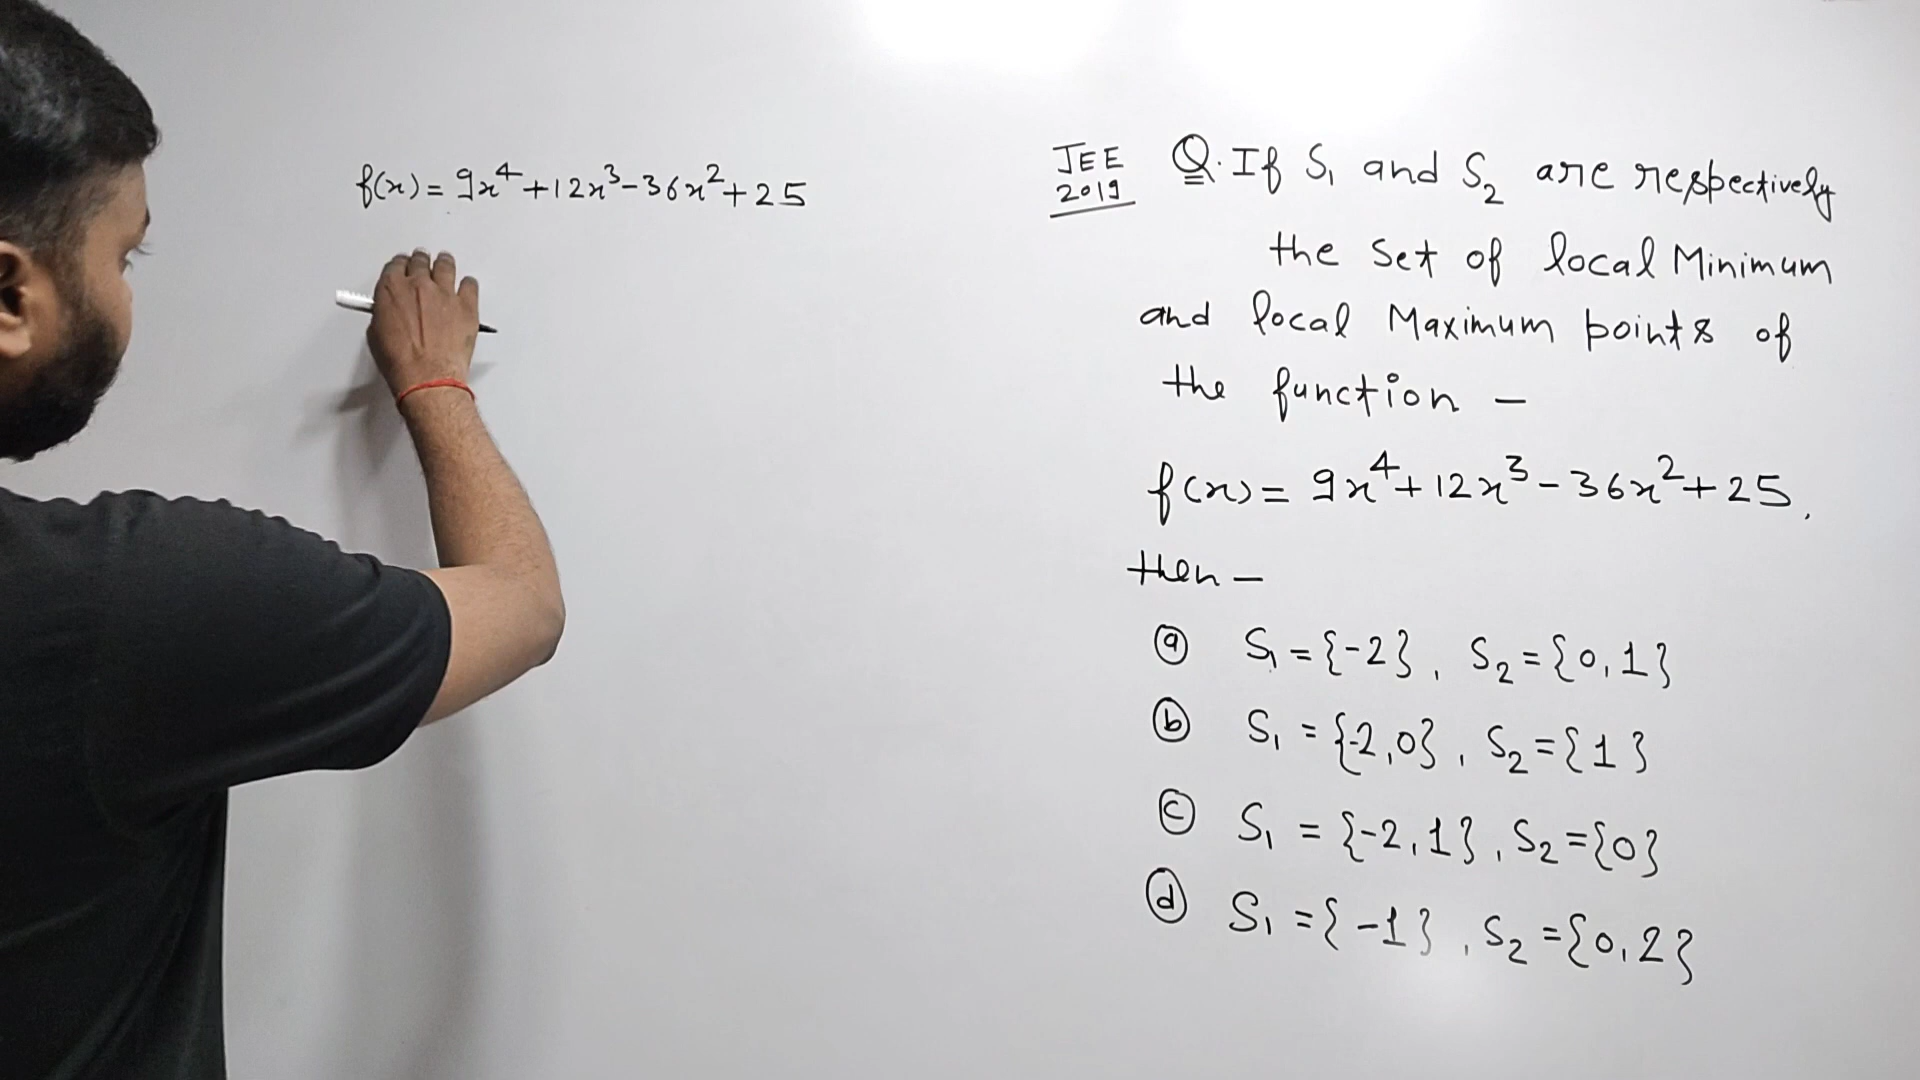 f(x) = 9x⁴+12x³-36x²+25
JEE 2019
Q. If S₁ and S₂ are respectively
the set of local Minimum
and local Maximum points of
the function -
f(x) = 9x⁴+12x³-36x²+25,
then -
(a) S₁={-2}, S₂={0,1}
(b) S₁={-2,0}, S₂={1}
(c) S₁={-2,1}, S₂={0}
(d) S₁={-1}, S₂={0,2}